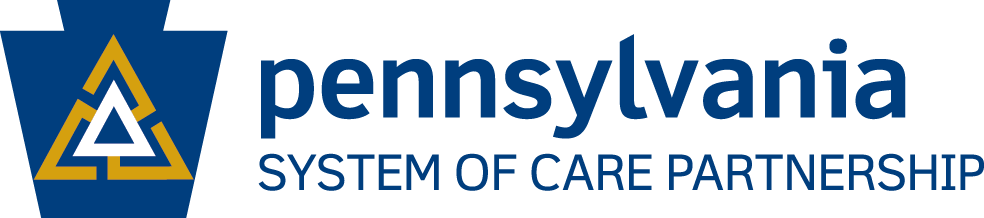 pennsylvania
SYSTEM OF CARE PARTNERSHIP